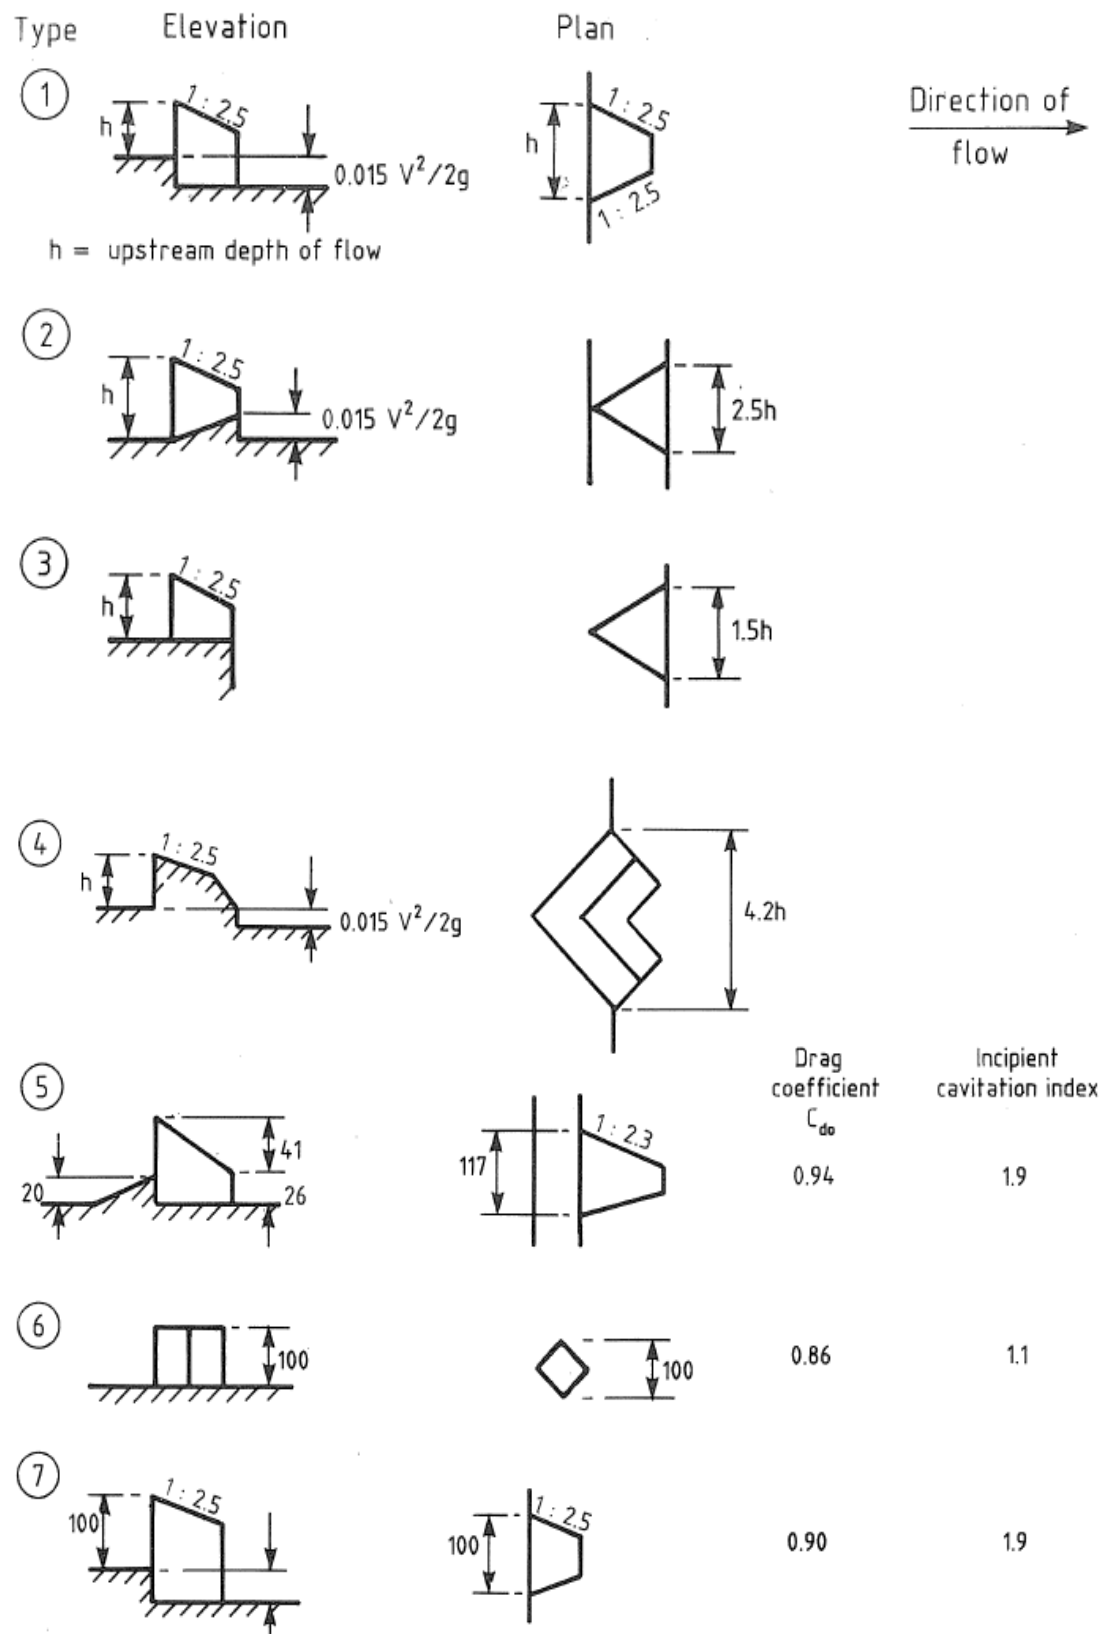 Type Elevation Plan
1
1 : 2.5
h
0.015 V²/2g
1 : 2.5
h
1 : 2.5
Direction of
flow
h = upstream depth of flow
2
1 : 2.5
h
0.015 V²/2g
2.5h
3
1 : 2.5
h
1.5h
4
1 : 2.5
h
0.015 V²/2g
4.2h
Drag
coefficient
C_do
Incipient
cavitation index
5
41
20
26
1 : 2.3
117
0.94
1.9
6
100
100
0.86
1.1
7
1 : 2.5
100
1 : 2.5
100
0.90
1.9